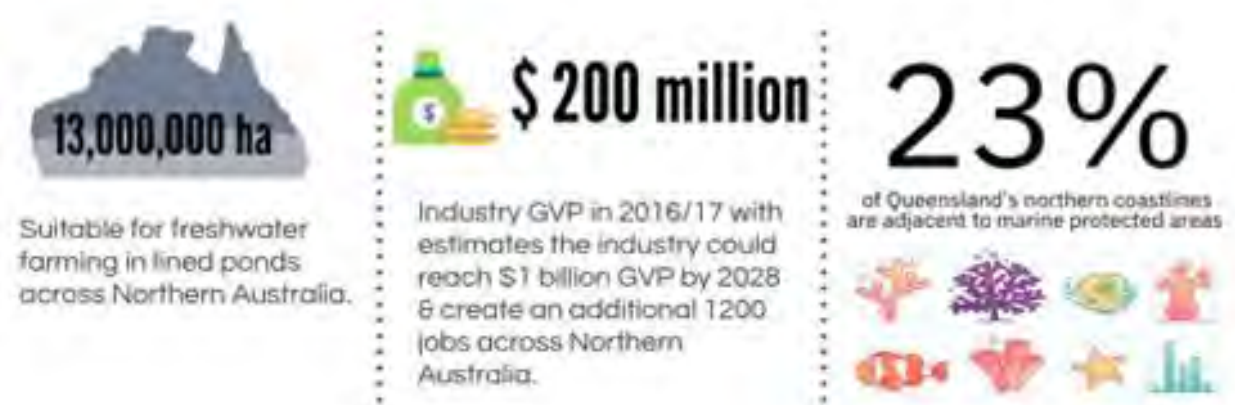 13,000,000 ha
Suitable for freshwater
farming in lined ponds
across Northern Australia.
$
$ 200 million
Industry GVP in 2016/17 with
estimates the industry could
reach $1 billion GVP by 2028
& create an additional 1200
jobs across Northern
Australia.
23%
of Queensland's northern coastlines
are adjacent to marine protected areas